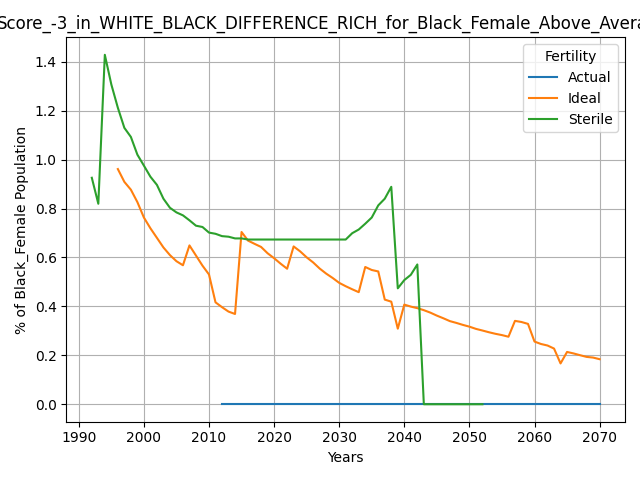 Score_-3_in_WHITE_BLACK_DIFFERENCE_RICH_for_Black_Female_Above_Avera
Fertility
Actual
Ideal
Sterile
% of Black_Female Population
1.4
1.2
1.0
0.8
0.6
0.4
0.2
0.0
1990 2000 2010 2020 2030 2040 2050 2060 2070
Years